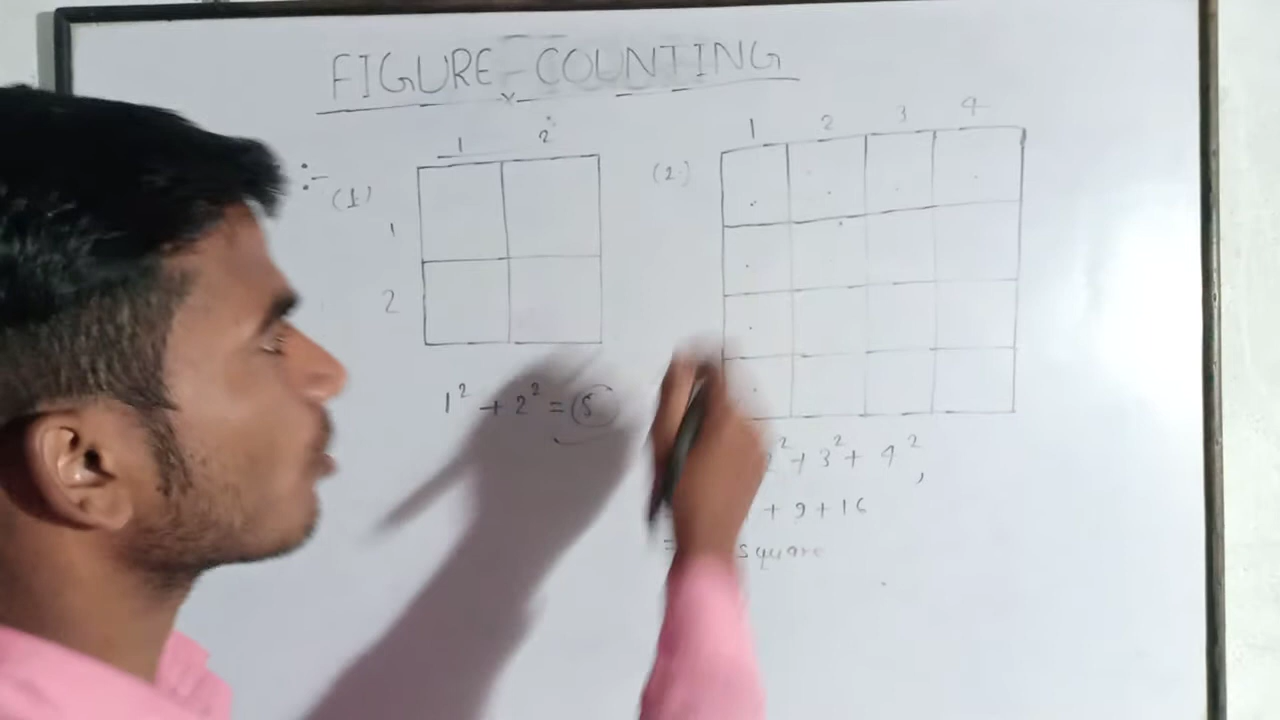 FIGURE COUNTING
:- (1) 1 2
1
2
1² + 2² = 5
(2) 1 2 3 4
2² + 3² + 4²,
+ 9 + 16
= square